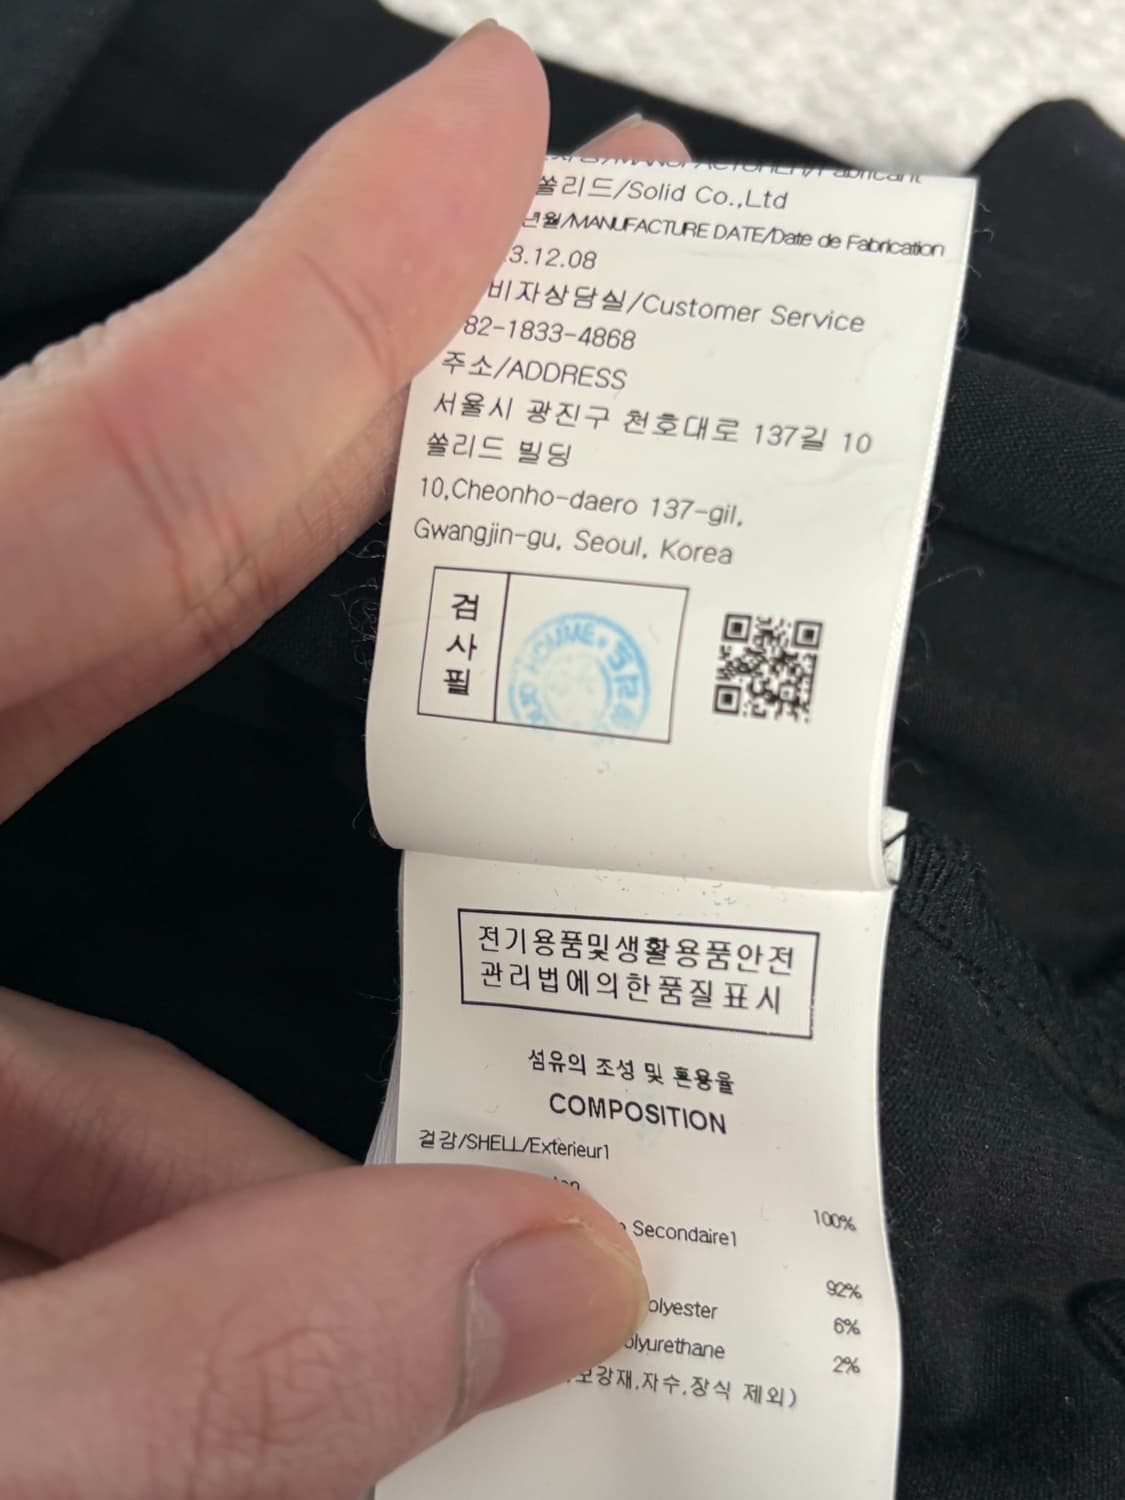 쏠리드/Solid Co.,Ltd
년월/MANUFACTURE DATE/Date de Fabrication
3.12.08
비자상담실/Customer Service
82-1833-4868
주소/ADDRESS
서울시 광진구 천호대로 137길 10
쏠리드 빌딩
10,Cheonho-daero 137-gil,
Gwangjin-gu, Seoul, Korea
검
사
필
HOMME
전기용품및생활용품안전
관리법에의한품질표시
섬유의 조성 및 혼용율
COMPOSITION
겉감/SHELL/Exterieur1
100%
Secondaire1
92%
olyester 6%
olyurethane 2%
보강재,자수,장식 제외)